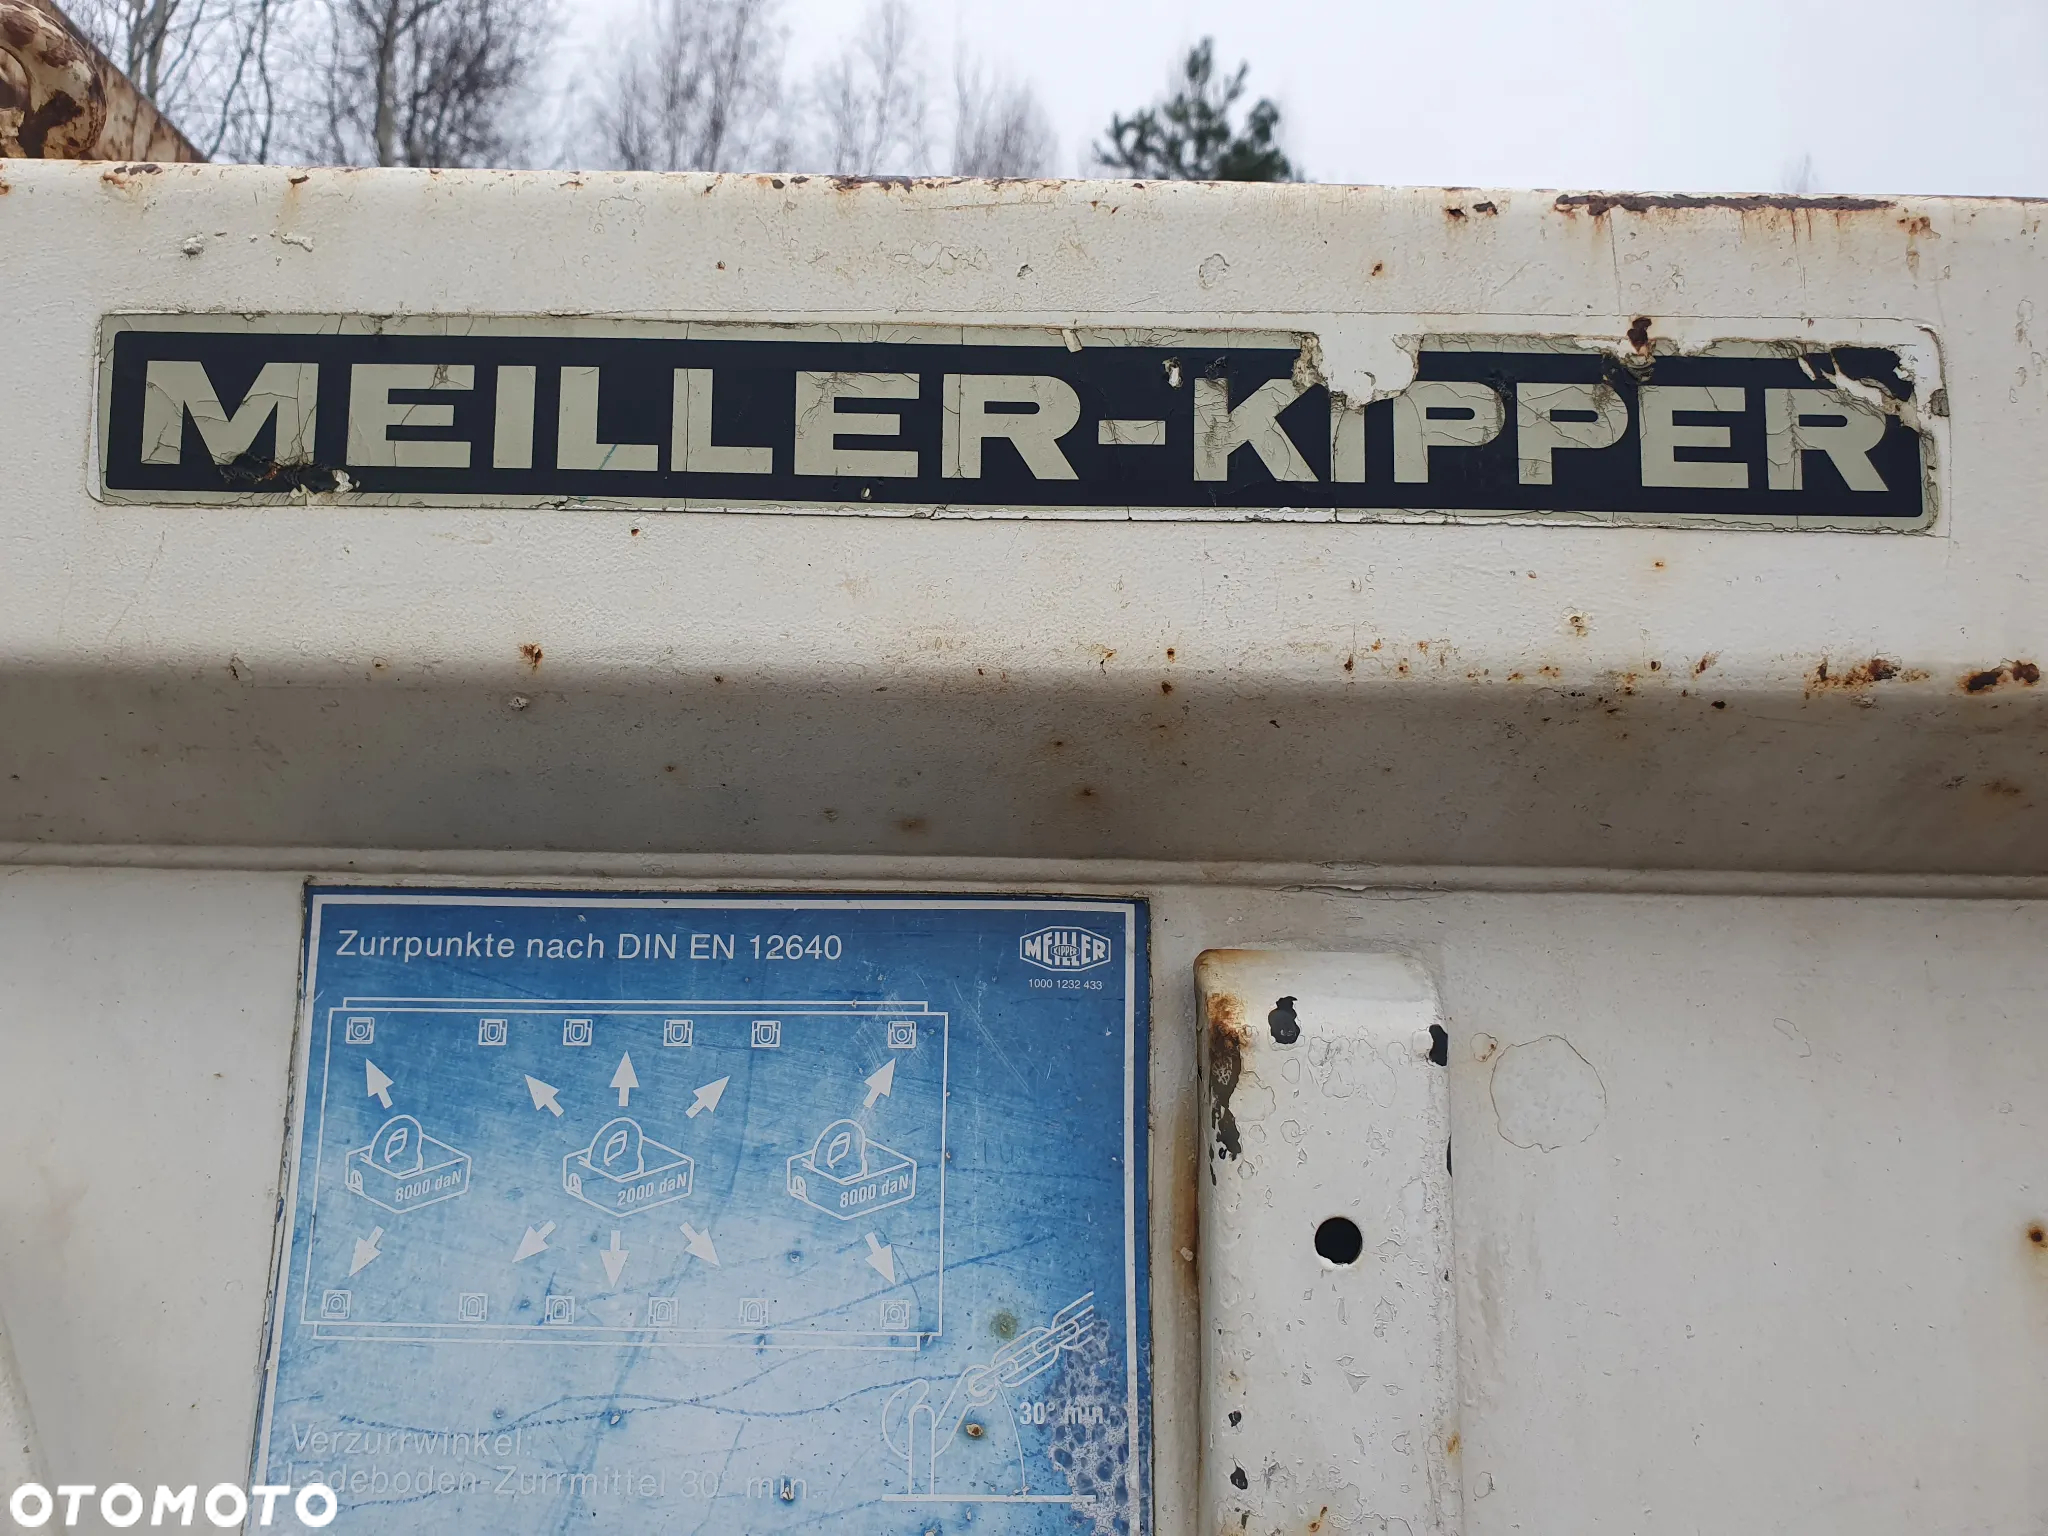 MEILLER-KIPPER
Zurrpunkte nach DIN EN 12640
MEILLER
KIPPER
1000 1232 433
8000 daN
2000 daN
8000 daN
30° min.
Verzurrwinkel:
Ladeboden-Zurrmittel 30° min.
OTOMOTO